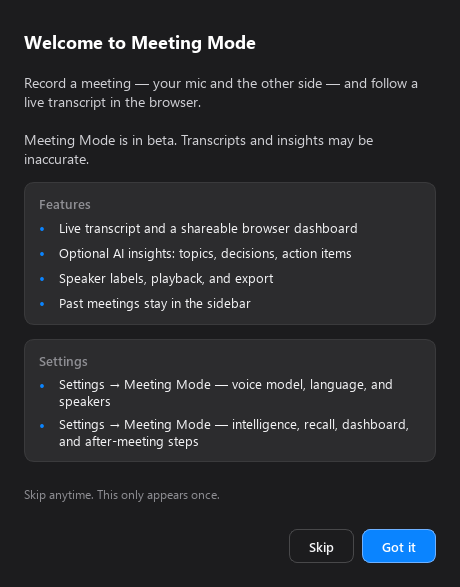 Welcome to Meeting Mode
Record a meeting — your mic and the other side — and follow a
live transcript in the browser.
Meeting Mode is in beta. Transcripts and insights may be
inaccurate.
Features
• Live transcript and a shareable browser dashboard
• Optional AI insights: topics, decisions, action items
• Speaker labels, playback, and export
• Past meetings stay in the sidebar
Settings
• Settings → Meeting Mode — voice model, language, and
speakers
• Settings → Meeting Mode — intelligence, recall, dashboard,
and after-meeting steps
Skip anytime. This only appears once.
Skip
Got it